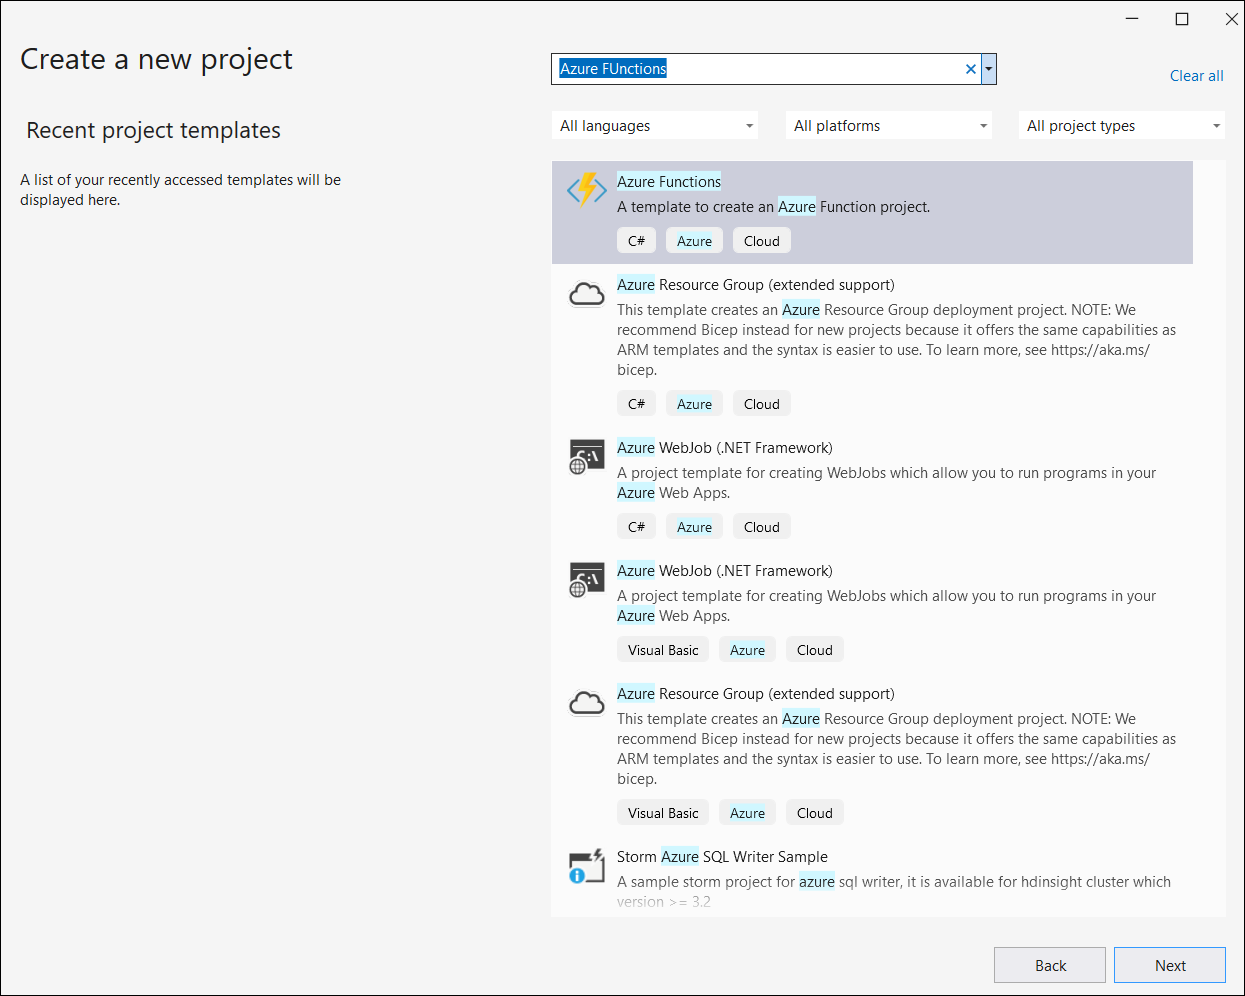 Create a new project
Recent project templates
A list of your recently accessed templates will be
displayed here.
Azure FUnctions
Clear all
All languages
All platforms
All project types
Azure Functions
A template to create an Azure Function project.
C# Azure Cloud
Azure Resource Group (extended support)
This template creates an Azure Resource Group deployment project. NOTE: We
recommend Bicep instead for new projects because it offers the same capabilities as
ARM templates and the syntax is easier to use. To learn more, see https://aka.ms/
bicep.
C# Azure Cloud
Azure WebJob (.NET Framework)
A project template for creating WebJobs which allow you to run programs in your
Azure Web Apps.
C# Azure Cloud
Azure WebJob (.NET Framework)
A project template for creating WebJobs which allow you to run programs in your
Azure Web Apps.
Visual Basic Azure Cloud
Azure Resource Group (extended support)
This template creates an Azure Resource Group deployment project. NOTE: We
recommend Bicep instead for new projects because it offers the same capabilities as
ARM templates and the syntax is easier to use. To learn more, see https://aka.ms/
bicep.
Visual Basic Azure Cloud
Storm Azure SQL Writer Sample
A sample storm project for azure sql writer, it is available for hdinsight cluster which
version >= 3.2
Back
Next